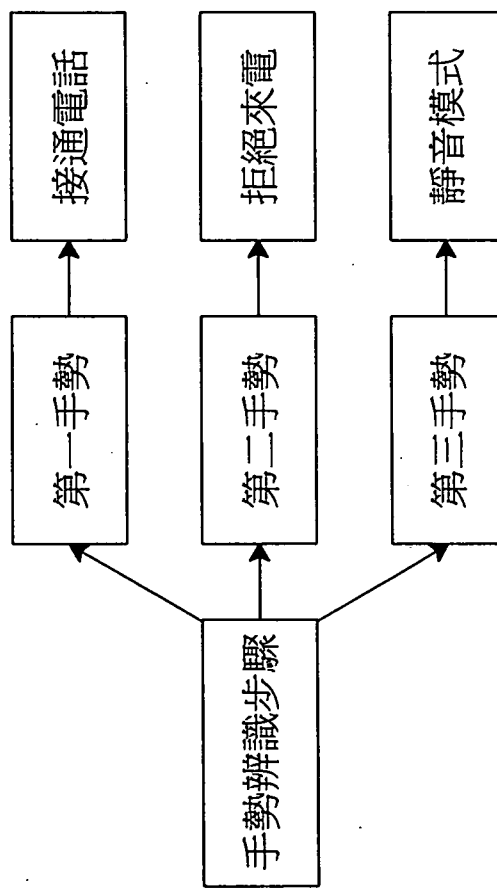 手勢辨識步驟
第一手勢
接通電話
第二手勢
拒絕來電
第三手勢
靜音模式